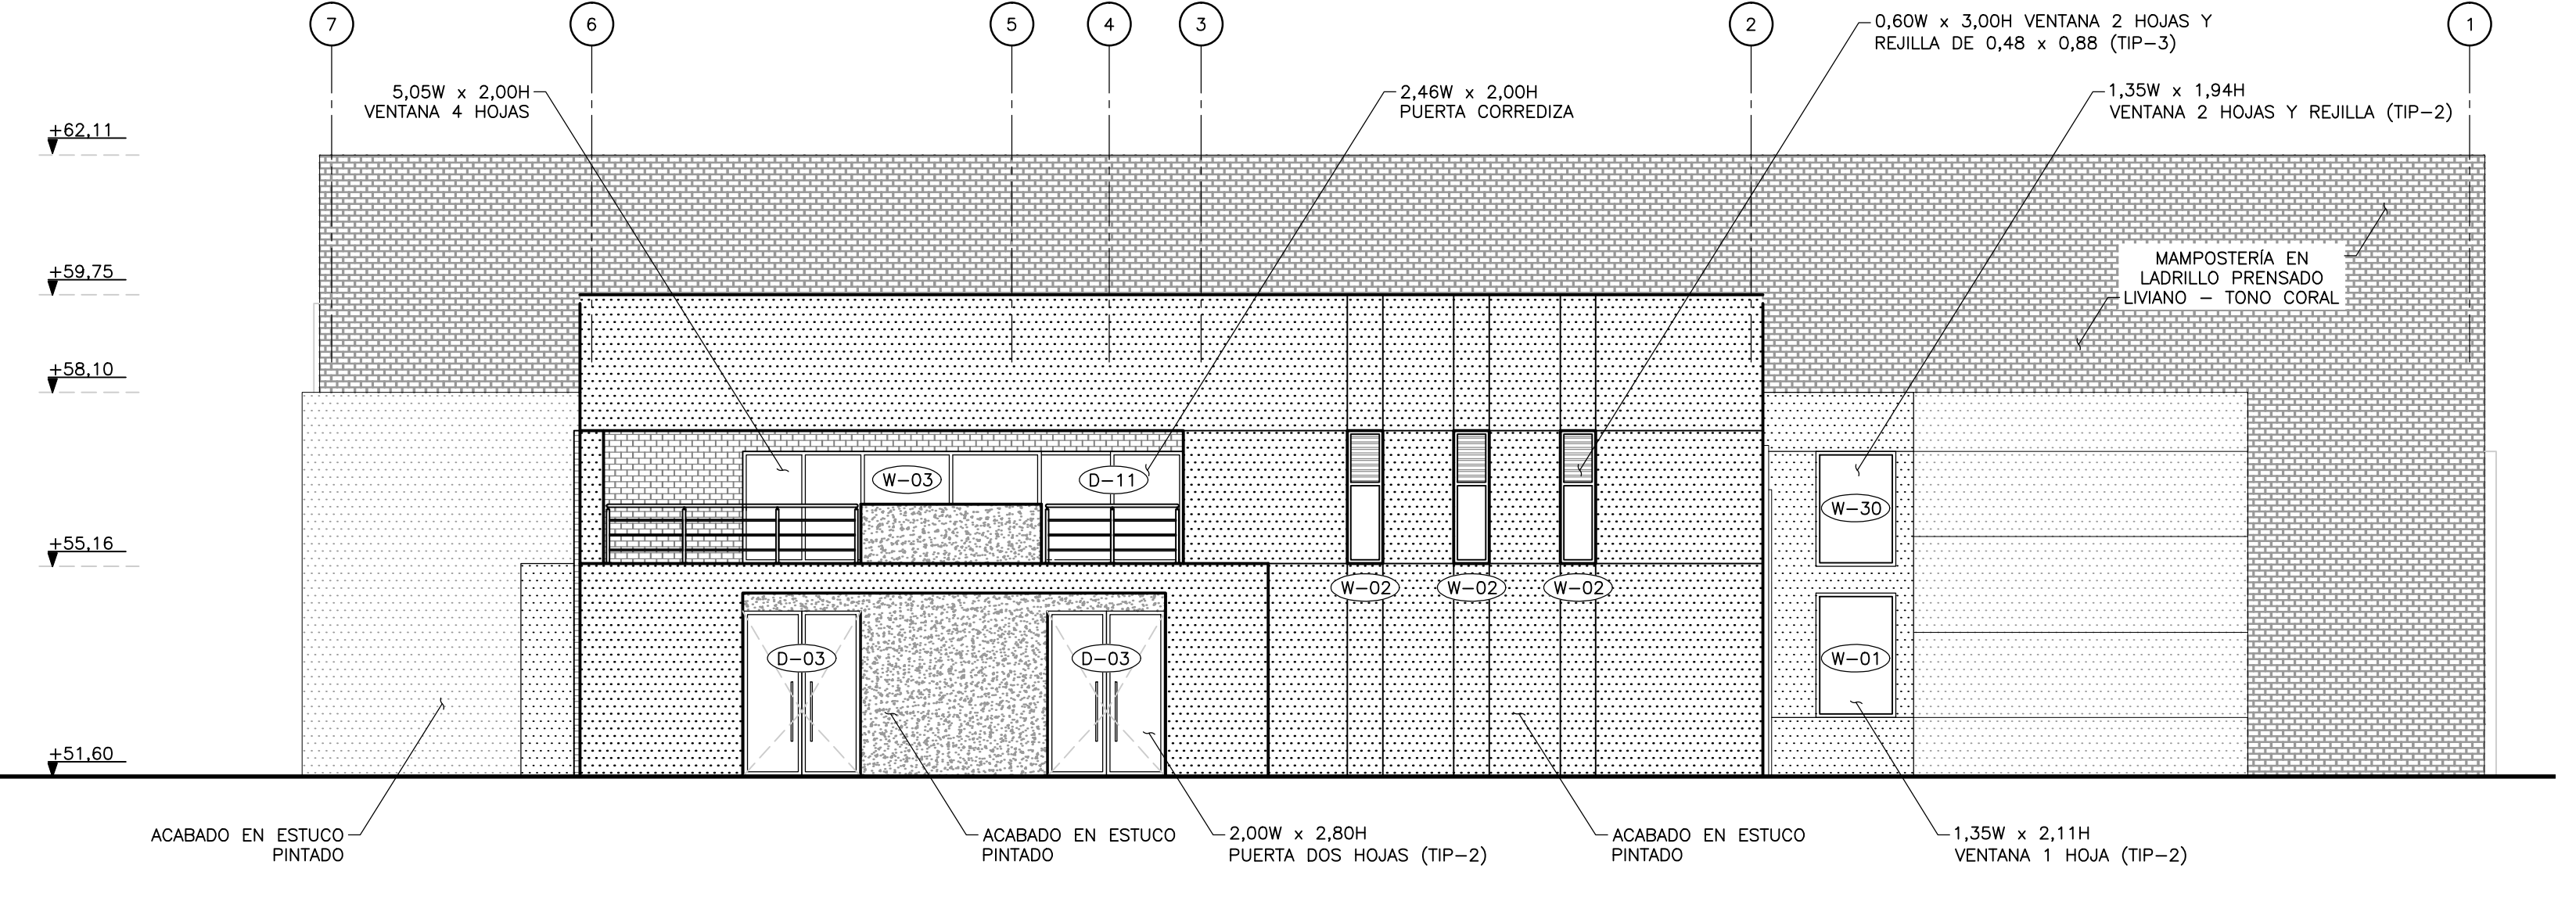 7
6
5
4
3
2
1
0,60W x 3,00H VENTANA 2 HOJAS Y
REJILLA DE 0,48 x 0,88 (TIP-3)
5,05W x 2,00H
VENTANA 4 HOJAS
2,46W x 2,00H
PUERTA CORREDIZA
1,35W x 1,94H
VENTANA 2 HOJAS Y REJILLA (TIP-2)
+62,11
+59,75
+58,10
+55,16
+51,60
MAMPOSTERÍA EN
LADRILLO PRENSADO
LIVIANO - TONO CORAL
W-03
D-11
W-30
W-02
W-02
W-02
D-03
D-03
W-01
ACABADO EN ESTUCO
PINTADO
ACABADO EN ESTUCO
PINTADO
2,00W x 2,80H
PUERTA DOS HOJAS (TIP-2)
ACABADO EN ESTUCO
PINTADO
1,35W x 2,11H
VENTANA 1 HOJA (TIP-2)